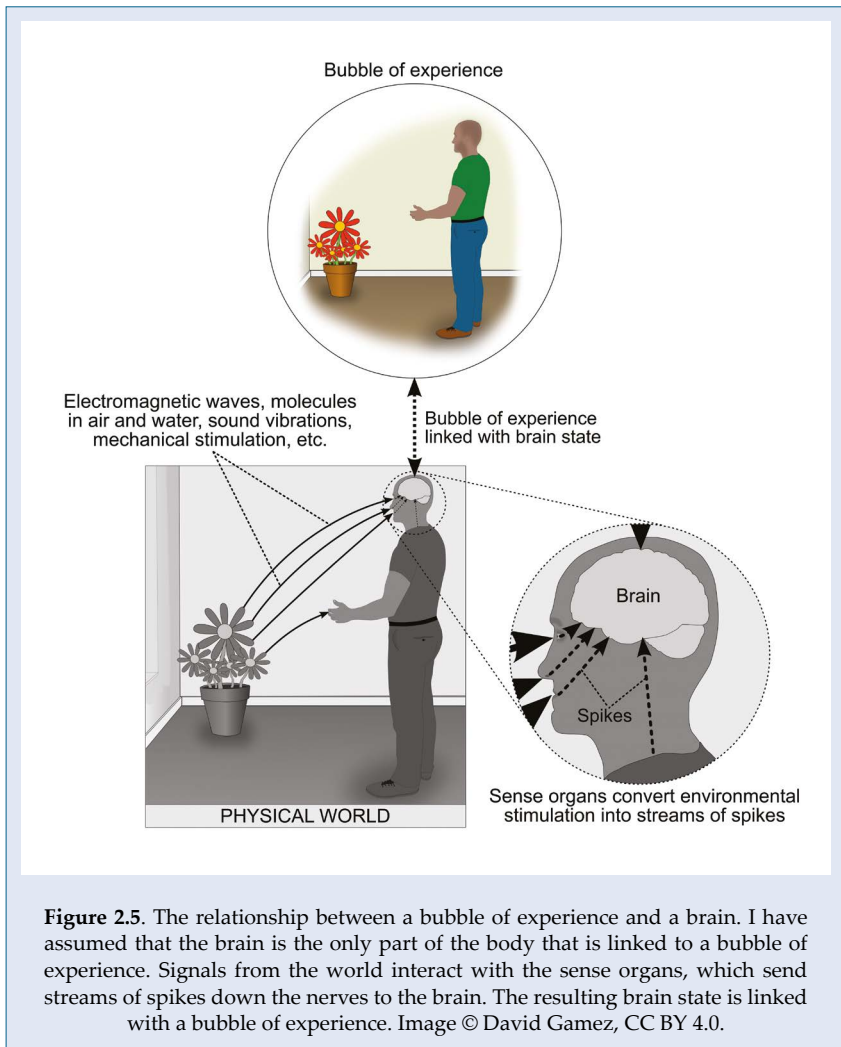 Bubble of experience
Electromagnetic waves, molecules
in air and water, sound vibrations,
mechanical stimulation, etc.
Bubble of experience
linked with brain state
Brain
Spikes
Sense organs convert environmental
stimulation into streams of spikes
PHYSICAL WORLD
Figure 2.5. The relationship between a bubble of experience and a brain. I have
assumed that the brain is the only part of the body that is linked to a bubble of
experience. Signals from the world interact with the sense organs, which send
streams of spikes down the nerves to the brain. The resulting brain state is linked
with a bubble of experience. Image © David Gamez, CC BY 4.0.